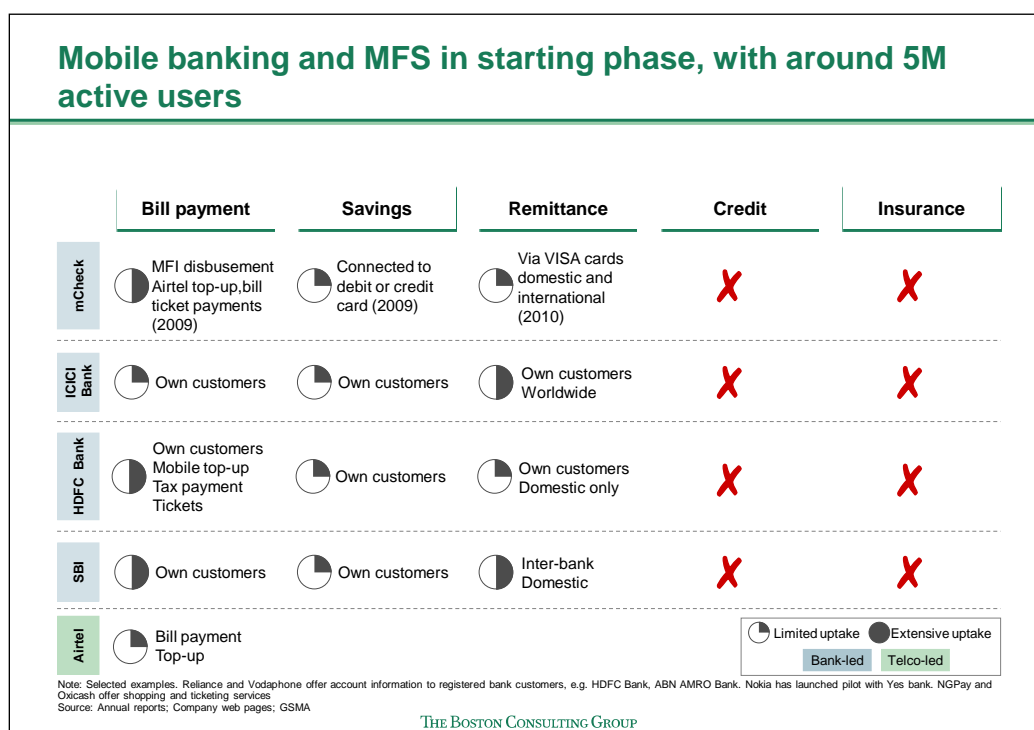 Mobile banking and MFS in starting phase, with around 5M
active users
Bill payment
Savings
Remittance
Credit
Insurance
mCheck
MFI disbusement
Airtel top-up,bill
ticket payments
(2009)
Connected to
debit or credit
card (2009)
Via VISA cards
domestic and
international
(2010)
✗
✗
ICICI
Bank
Own customers
Own customers
Own customers
Worldwide
✗
✗
HDFC Bank
Own customers
Mobile top-up
Tax payment
Tickets
Own customers
Own customers
Domestic only
✗
✗
SBI
Own customers
Own customers
Inter-bank
Domestic
✗
✗
Airtel
Bill payment
Top-up
Limited uptake
Extensive uptake
Bank-led
Telco-led
Note: Selected examples. Reliance and Vodaphone offer account information to registered bank customers, e.g. HDFC Bank, ABN AMRO Bank. Nokia has launched pilot with Yes bank. NGPay and
Oxicash offer shopping and ticketing services
Source: Annual reports; Company web pages; GSMA
THE BOSTON CONSULTING GROUP